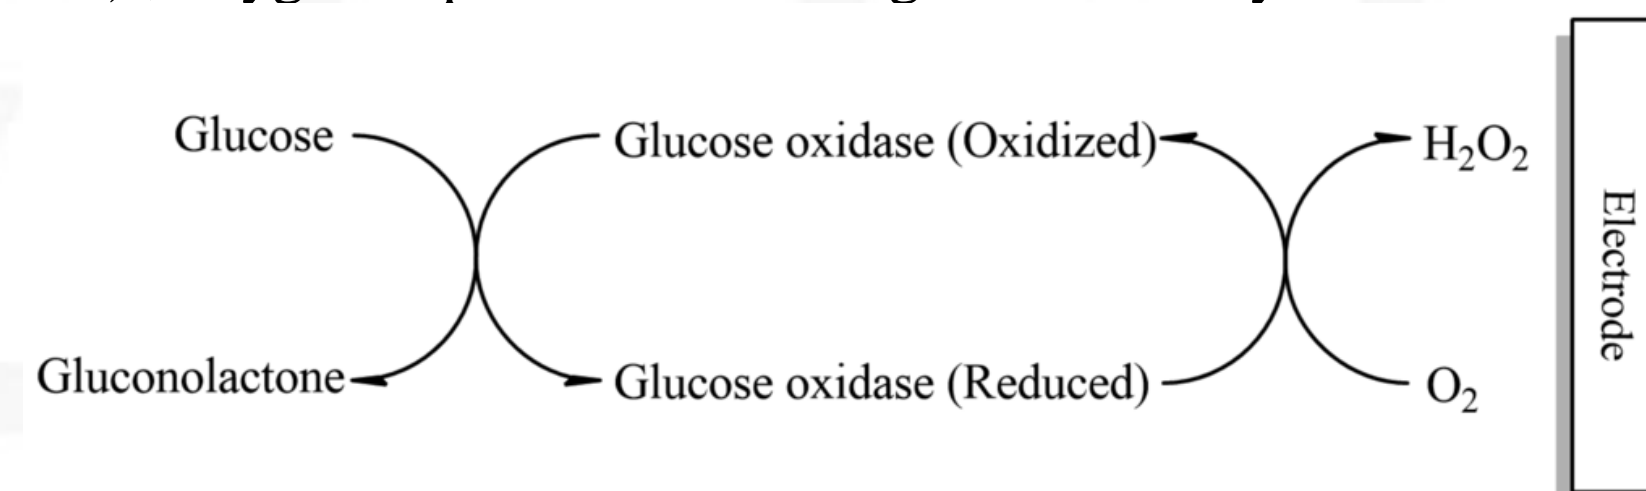 Glucose
Glucose oxidase (Oxidized)
H₂O₂
Gluconolactone
Glucose oxidase (Reduced)
O₂
Electrode